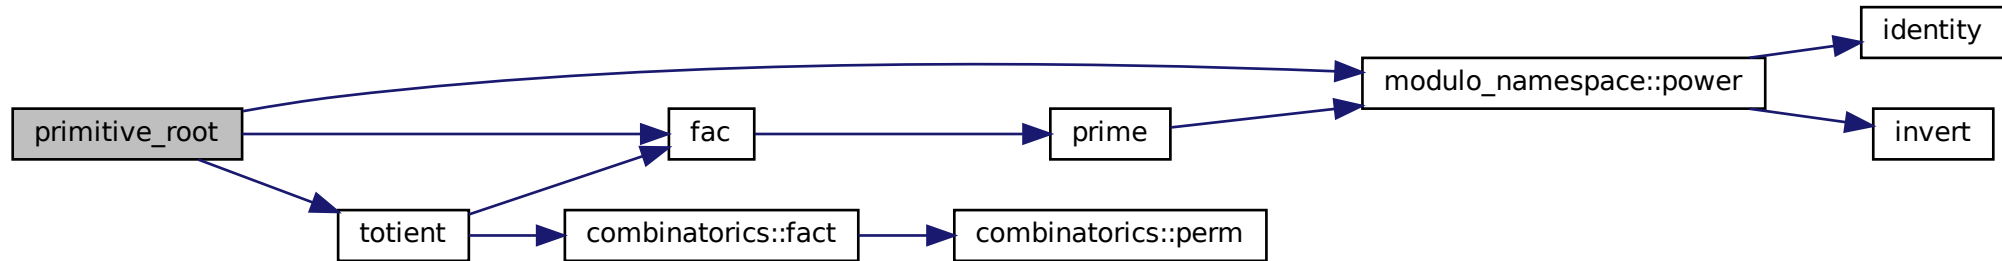 identity
modulo_namespace::power
primitive_root
fac
prime
invert
totient
combinatorics::fact
combinatorics::perm